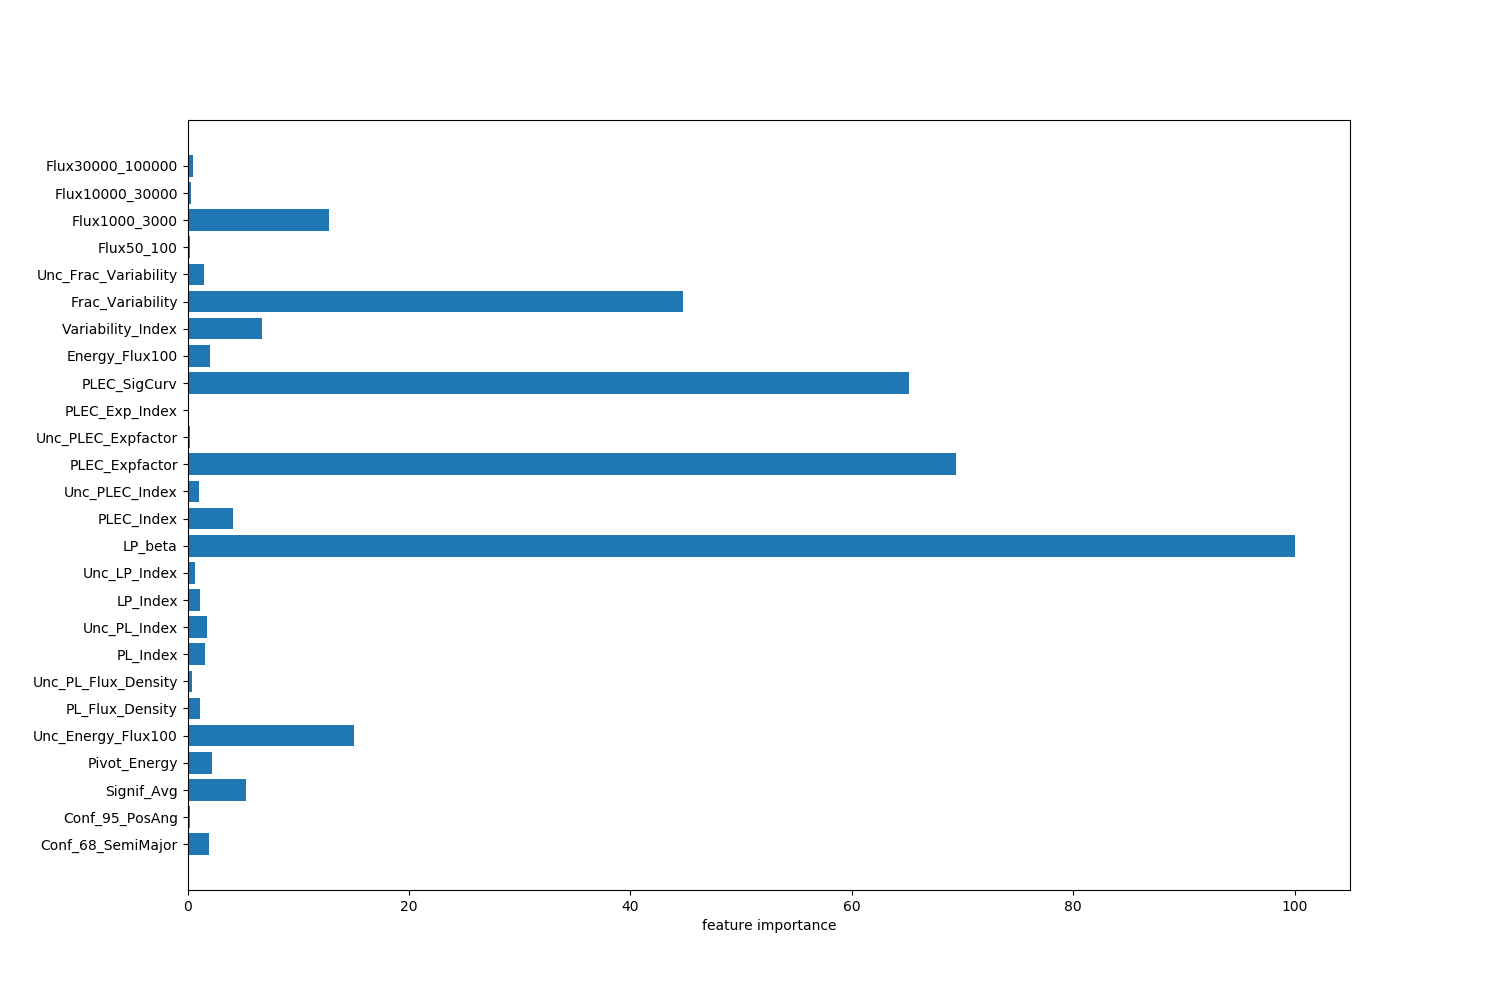 Flux30000_100000
Flux10000_30000
Flux1000_3000
Flux50_100
Unc_Frac_Variability
Frac_Variability
Variability_Index
Energy_Flux100
PLEC_SigCurv
PLEC_Exp_Index
Unc_PLEC_Expfactor
PLEC_Expfactor
Unc_PLEC_Index
PLEC_Index
LP_beta
Unc_LP_Index
LP_Index
Unc_PL_Index
PL_Index
Unc_PL_Flux_Density
PL_Flux_Density
Unc_Energy_Flux100
Pivot_Energy
Signif_Avg
Conf_95_PosAng
Conf_68_SemiMajor
0 20 40 60 80 100
feature importance